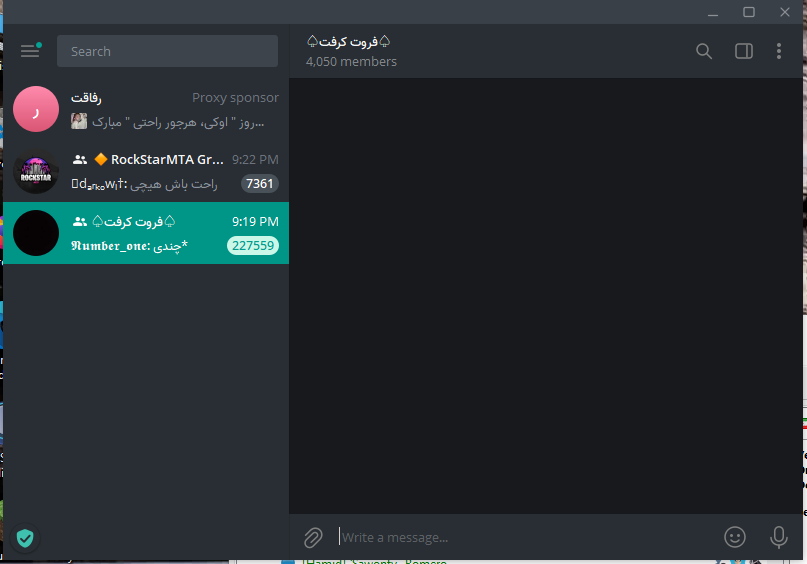 Search
♤فروت کرفت♤
4,050 members
رفاقت
Proxy sponsor
روز " اوکی، هرجور راحتی " مبارک...
🔶 RockStarMTA Gr...
9:22 PM
راحت باش هیچی
7361
♤فروت کرفت♤
9:19 PM
𝕹𝖚𝖒𝖇𝖊𝖗_𝖔𝖓𝖊: چندی*
227559
Write a message...
ر
ROCKSTAR